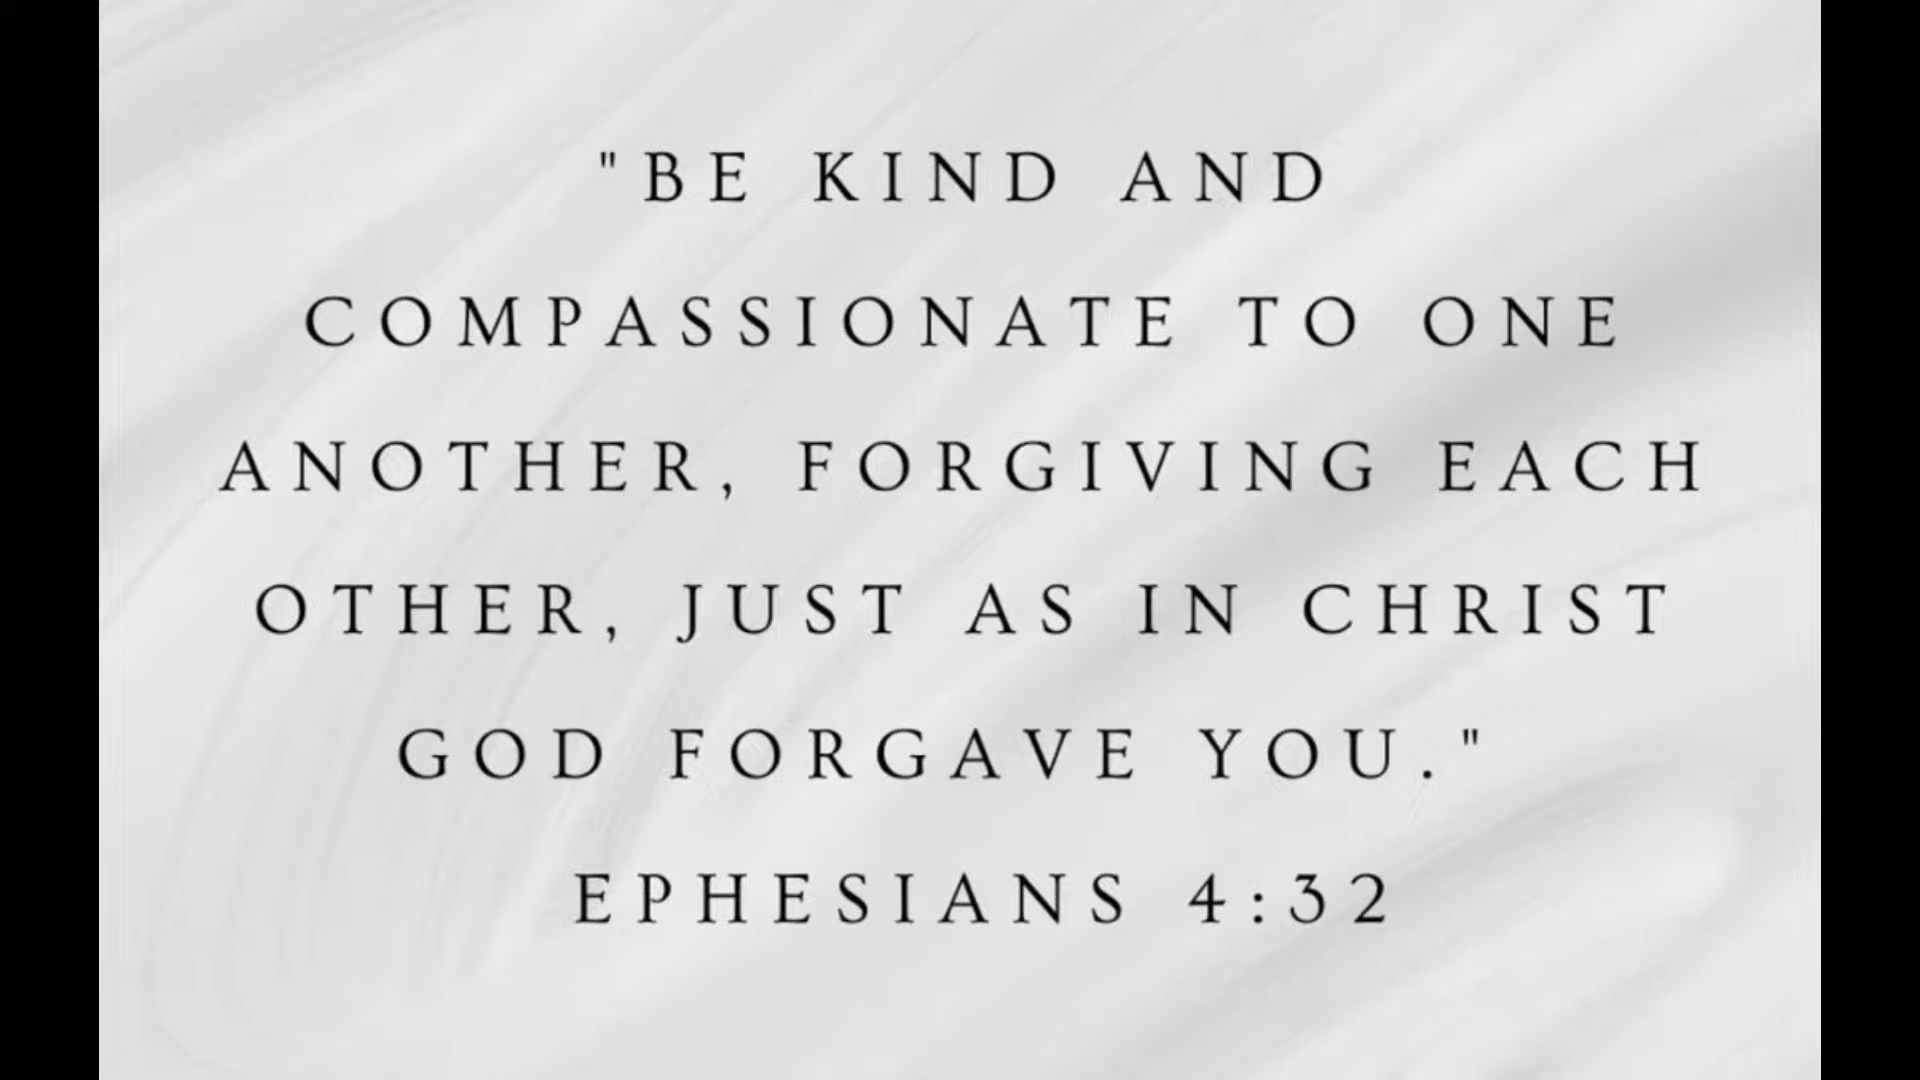 "BE KIND AND
COMPASSIONATE TO ONE
ANOTHER, FORGIVING EACH
OTHER, JUST AS IN CHRIST
GOD FORGAVE YOU."
EPHESIANS 4:32